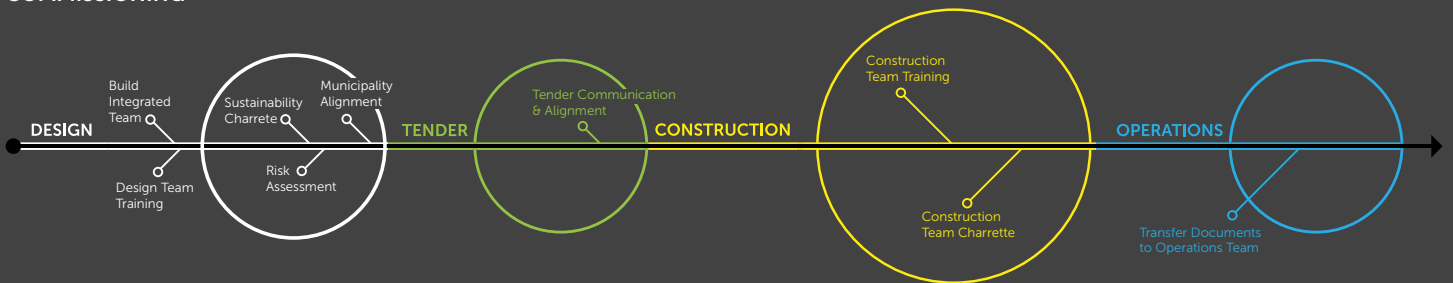 DESIGN
Build
Integrated
Team
Design Team
Training
Sustainability
Charrete
Risk
Assessment
Municipality
Alignment
TENDER
Tender Communication
& Alignment
CONSTRUCTION
Construction
Team Training
Construction
Team Charrette
OPERATIONS
Transfer Documents
to Operations Team